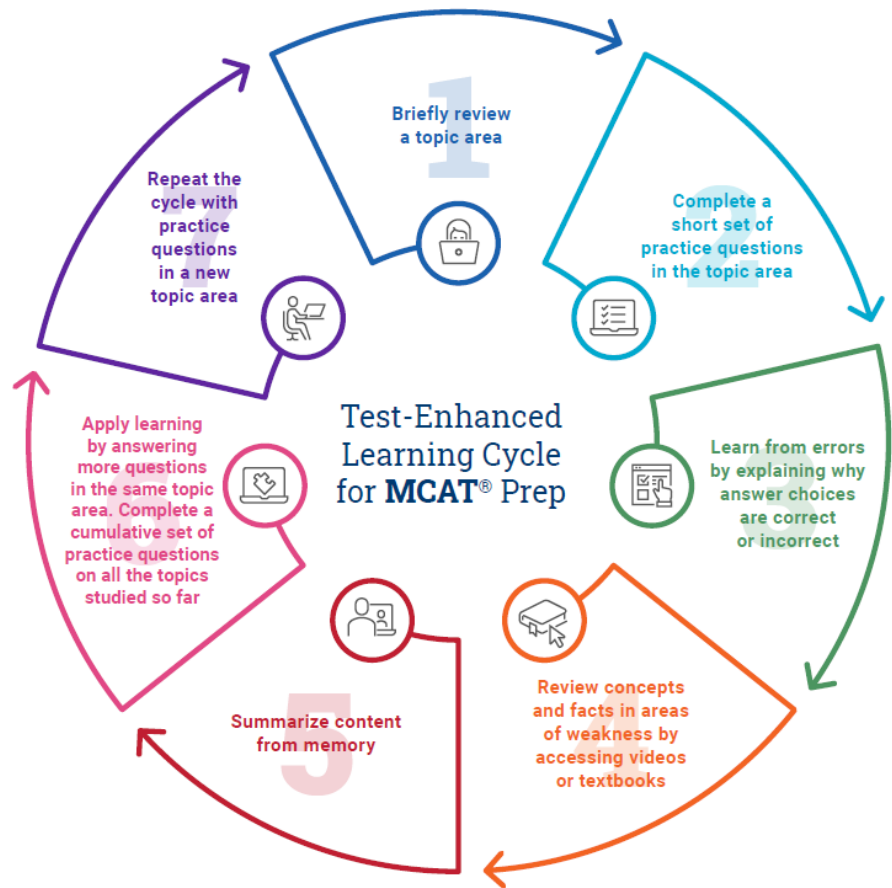 1
Briefly review
a topic area
2
Complete a
short set of
practice questions
in the topic area
3
Learn from errors
by explaining why
answer choices
are correct
or incorrect
4
Review concepts
and facts in areas
of weakness by
accessing videos
or textbooks
5
Summarize content
from memory
6
Apply learning
by answering
more questions
in the same topic
area. Complete a
cumulative set of
practice questions
on all the topics
studied so far
7
Repeat the
cycle with
practice
questions
in a new
topic area
Test-Enhanced
Learning Cycle
for MCAT® Prep